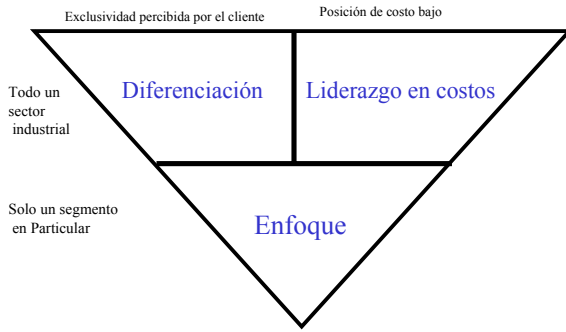 Exclusividad percibida por el cliente
Posición de costo bajo
Todo un
sector
industrial
Diferenciación
Liderazgo en costos
Solo un segmento
en Particular
Enfoque